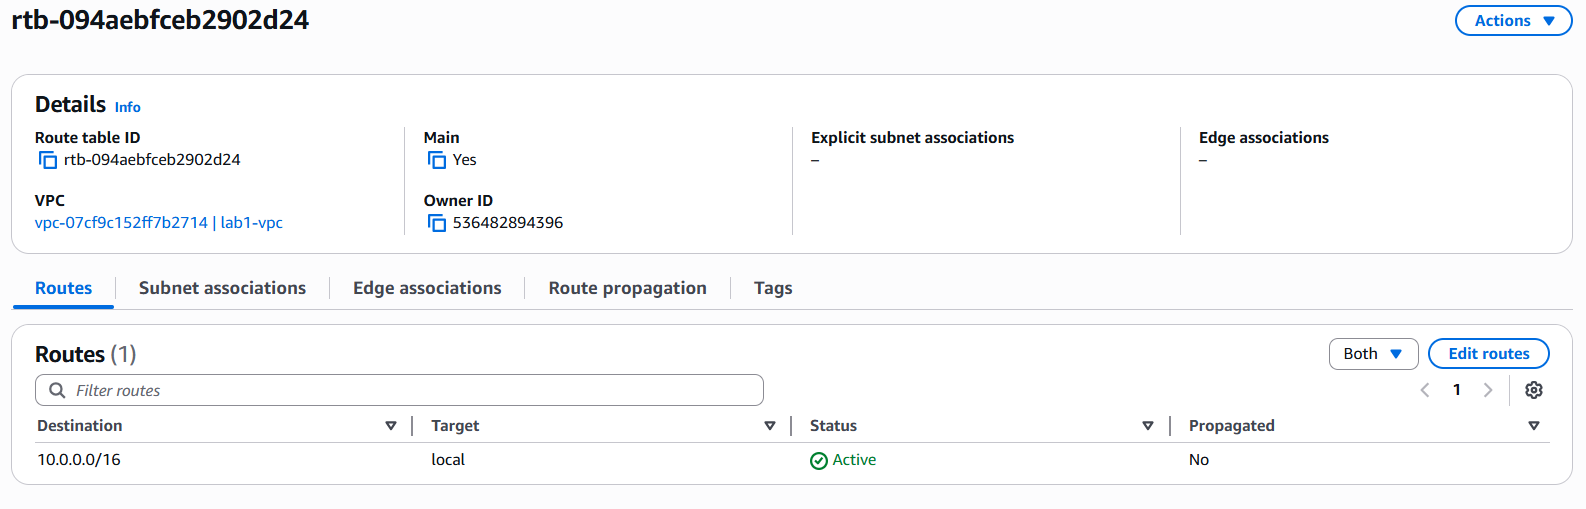 rtb-094aebfceb2902d24
Actions
Details Info
Route table ID
rtb-094aebfceb2902d24
Main
Yes
Explicit subnet associations
–
Edge associations
–
VPC
vpc-07cf9c152ff7b2714 | lab1-vpc
Owner ID
536482894396
Routes Subnet associations Edge associations Route propagation Tags
Routes (1)
Both Edit routes
Filter routes
1
Destination Target Status Propagated
10.0.0.0/16 local Active No